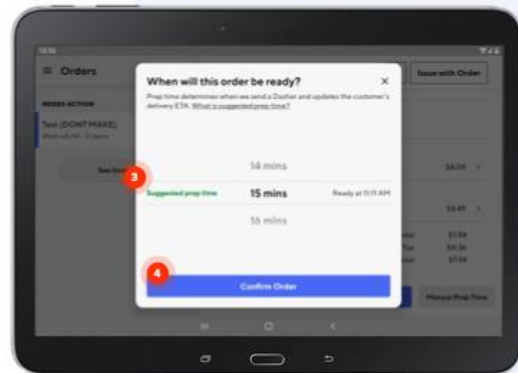 Orders
Issue with Order
When will this order be ready?
Prep time determines when we send a Dasher and updates the customer's
delivery ETA. What is suggested prep time?
NEEDS ACTION
Test (DONT MAKE)
14 mins
3
Suggested prep time 15 mins Ready at 11:11 AM
16 mins
4
Confirm Order
Manual Prep Time